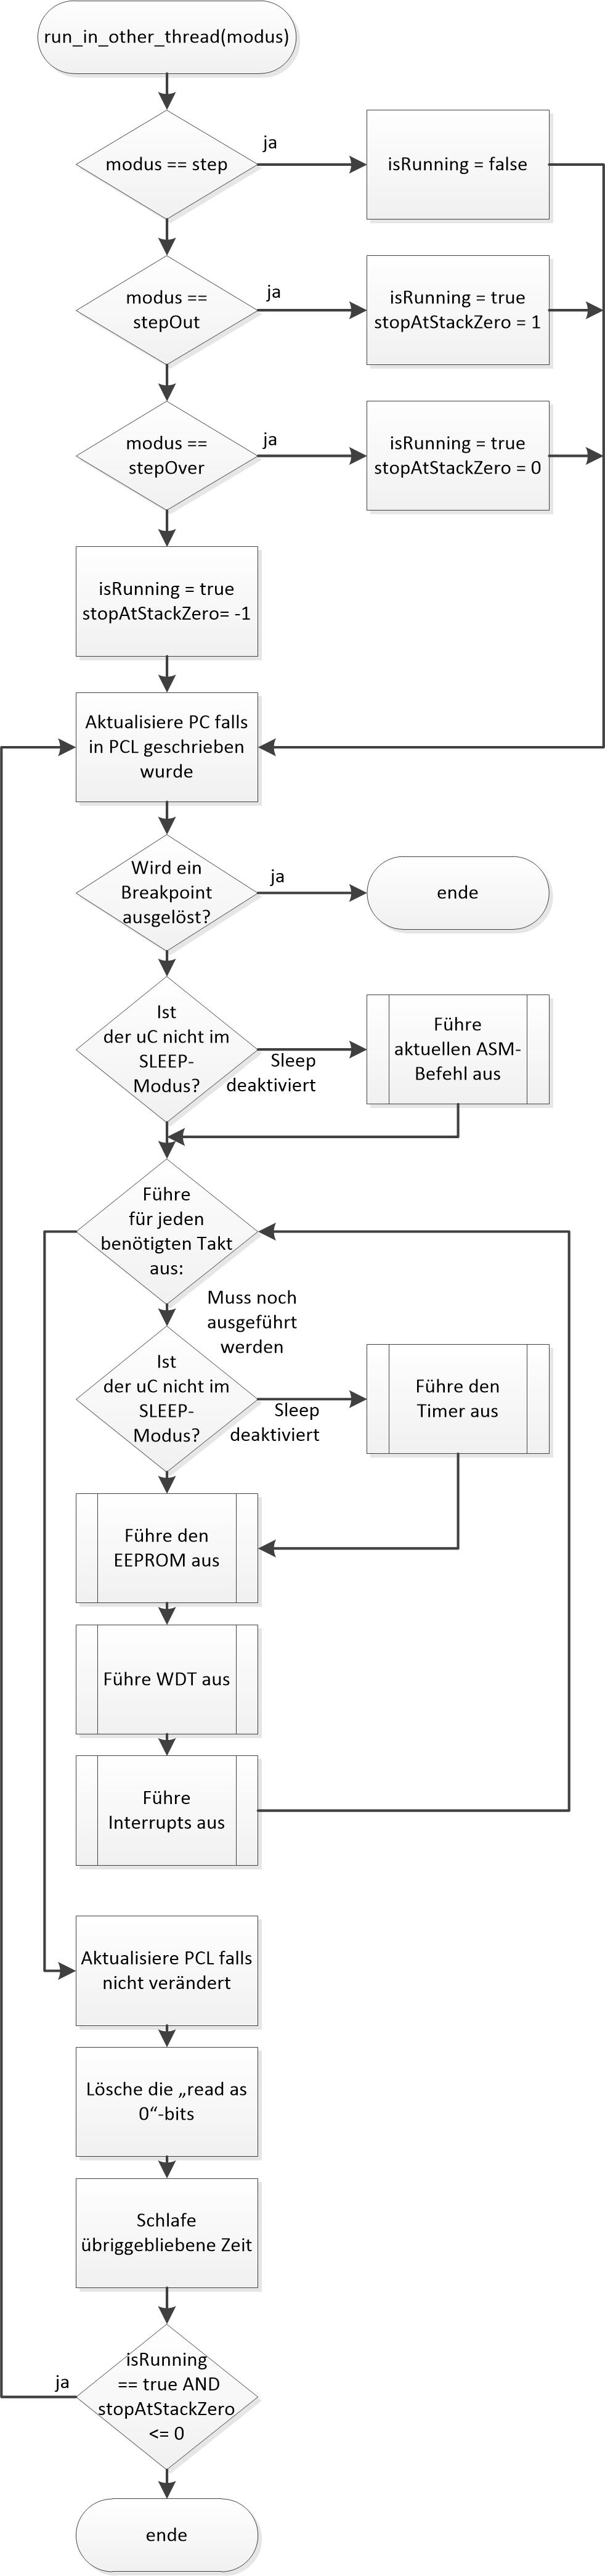 run_in_other_thread(modus)
modus == step
ja
isRunning = false
modus ==
stepOut
ja
isRunning = true
stopAtStackZero = 1
modus ==
stepOver
ja
isRunning = true
stopAtStackZero = 0
isRunning = true
stopAtStackZero= -1
Aktualisiere PC falls
in PCL geschrieben
wurde
Wird ein
Breakpoint
ausgelöst?
ja
ende
Ist
der uC nicht im
SLEEP-
Modus?
Sleep
deaktiviert
Führe
aktuellen ASM-
Befehl aus
Führe
für jeden
benötigten Takt
aus:
Muss noch
ausgeführt
werden
Ist
der uC nicht im
SLEEP-
Modus?
Sleep
deaktiviert
Führe den
Timer aus
Führe den
EEPROM aus
Führe WDT aus
Führe
Interrupts aus
Aktualisiere PCL falls
nicht verändert
Lösche die „read as
0“-bits
Schlafe
übriggebliebene Zeit
isRunning
== true AND
stopAtStackZero
<= 0
ja
ende